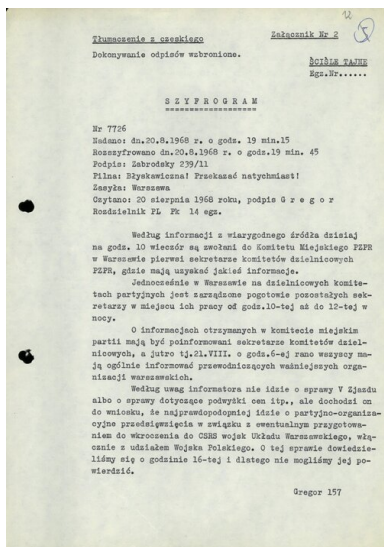 12
5
Tłumaczenie z czeskiego
Załącznik Nr 2
Dokonywanie odpisów wzbronione.
ŚCIŚLE TAJNE
Egz.Nr......
S Z Y F R O G R A M
===================
Nr 7726
Nadano: dn.20.8.1968 r. o godz. 19 min.15
Rozszyfrowano dn.20.8.1968 r. o godz.19 min. 45
Podpis: Zabrodsky 239/11
Pilna: Błyskawiczna! Przekazać natychmiast!
Zasyła: Warszawa
Czytano: 20 sierpnia 1968 roku, podpis G r e g o r
Rozdzielnik PL Pk 14 egz.
Według informacji z wiarygodnego źródła dzisiaj
na godz. 10 wieczór są zwołani do Komitetu Miejskiego PZPR
w Warszawie pierwsi sekretarze komitetów dzielnicowych
PZPR, gdzie mają uzyskać jakieś informacje.
Jednocześnie w Warszawie na dzielnicowych komite-
tach partyjnych jest zarządzone pogotowie pozostałych sek-
retarzy w miejscu ich pracy od godz.10-tej aż do 12-tej w
nocy.
O informacjach otrzymanych w komitecie miejskim
partii mają być poinformowani sekretarze komitetów dziel-
nicowych, a jutro tj.21.VIII. o godz.6-ej rano wszyscy ma-
ją ogólnie informować przewodniczących ważniejszych orga-
nizacji warszawskich.
Według uwag informatora nie idzie o sprawy V Zjazdu
albo o sprawy dotyczące podwyżki cen itp., ale dochodzi on
do wniosku, że najprawdopodobniej idzie o partyjno-organiza-
cyjne przedsięwzięcia w związku z ewentualnym przygotowa-
niem do wkroczenia do CSRS wojsk Układu Warszawskiego, włą-
cznie z udziałem Wojska Polskiego. O tej sprawie dowiedzie-
liśmy się o godzinie 16-tej i dlatego nie mogliśmy jej po-
twierdzić.
Gregor 157